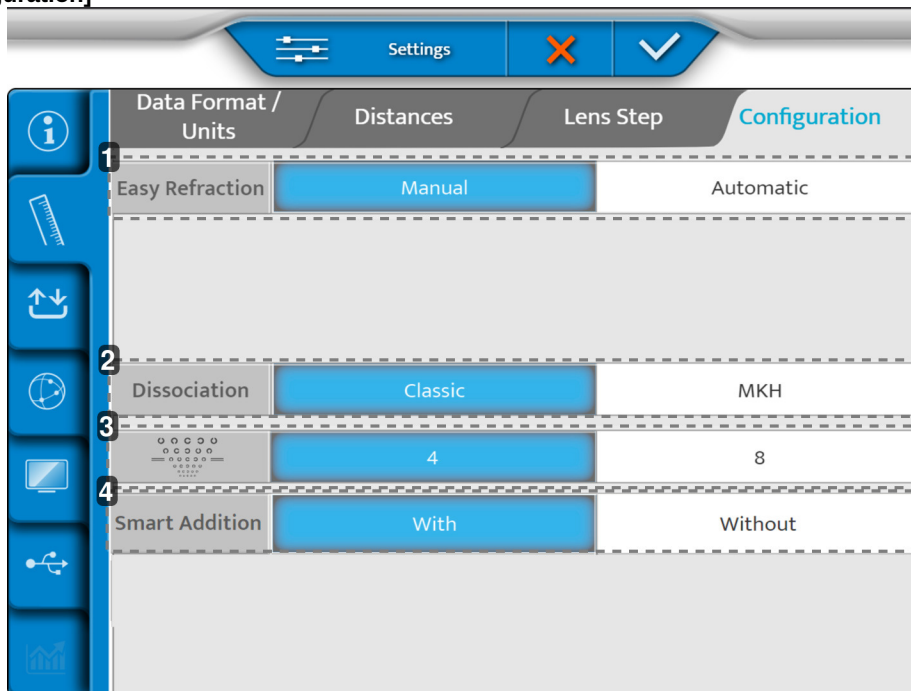 guration]
Settings
Data Format / Units
Distances
Lens Step
Configuration
1
Easy Refraction
Manual
Automatic
2
Dissociation
Classic
MKH
3
4
8
4
Smart Addition
With
Without